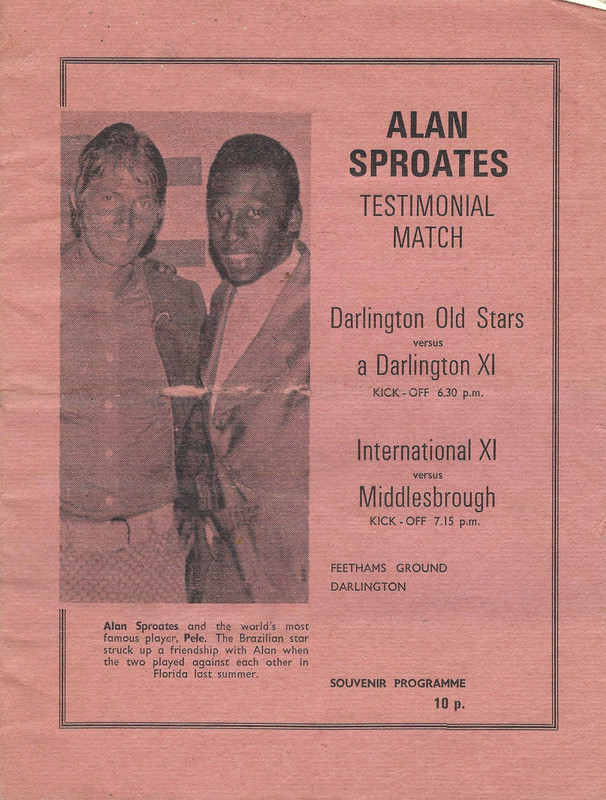 ALAN
SPROATES
TESTIMONIAL
MATCH
Darlington Old Stars
versus
a Darlington XI
KICK - OFF 6.30 p.m.
International XI
versus
Middlesbrough
KICK - OFF 7.15 p.m.
FEETHAMS GROUND
DARLINGTON
Alan Sproates and the world's most
famous player, Pele. The Brazilian star
struck up a friendship with Alan when
the two played against each other in
Florida last summer.
SOUVENIR PROGRAMME
10 p.